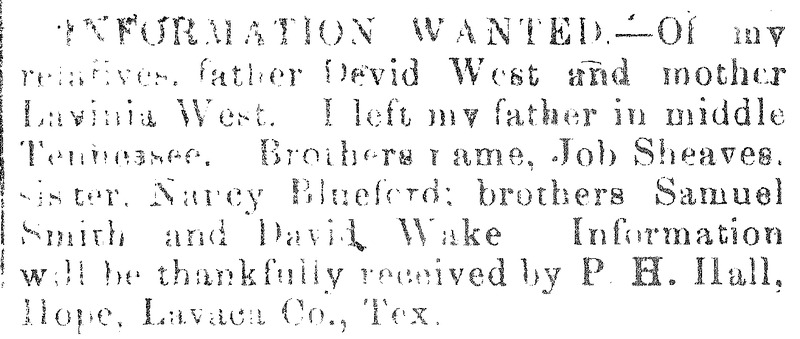 INFORMATION WANTED.—Of my
relatives, father Devid West and mother
Lavinia West. I left my father in middle
Tennessee. Brothers name, Job Sheaves,
sister, Nancy Blueford; brothers Samuel
Smith and David Wake Information
will be thankfully received by P. H. Hall,
Hope, Lavaca Co., Tex.